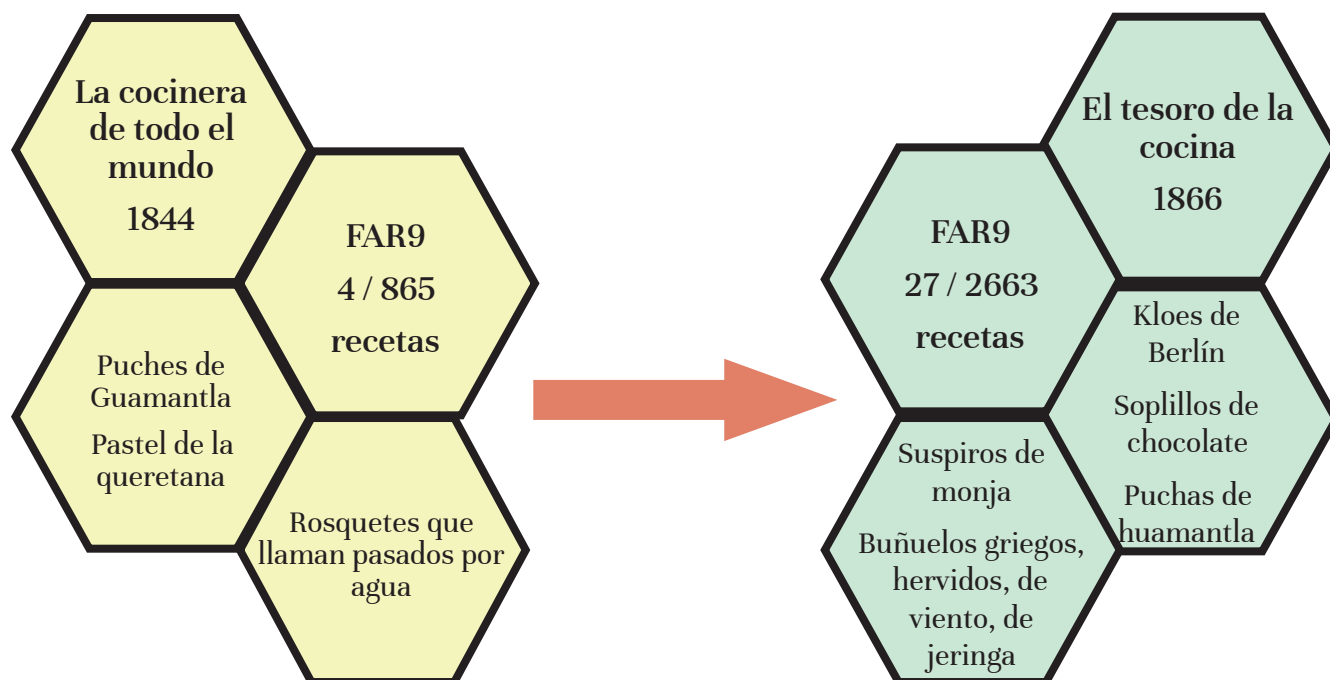 La cocinera
de todo el
mundo
1844
FAR9
4 / 865
recetas
Puches de
Guamantla
Pastel de la
queretana
Rosquetes que
llaman pasados por
agua
El tesoro de la
cocina
1866
FAR9
27 / 2663
recetas
Kloes de
Berlín
Soplillos de
chocolate
Puchas de
huamantla
Suspiros de
monja
Buñuelos griegos,
hervidos, de
viento, de
jeringa